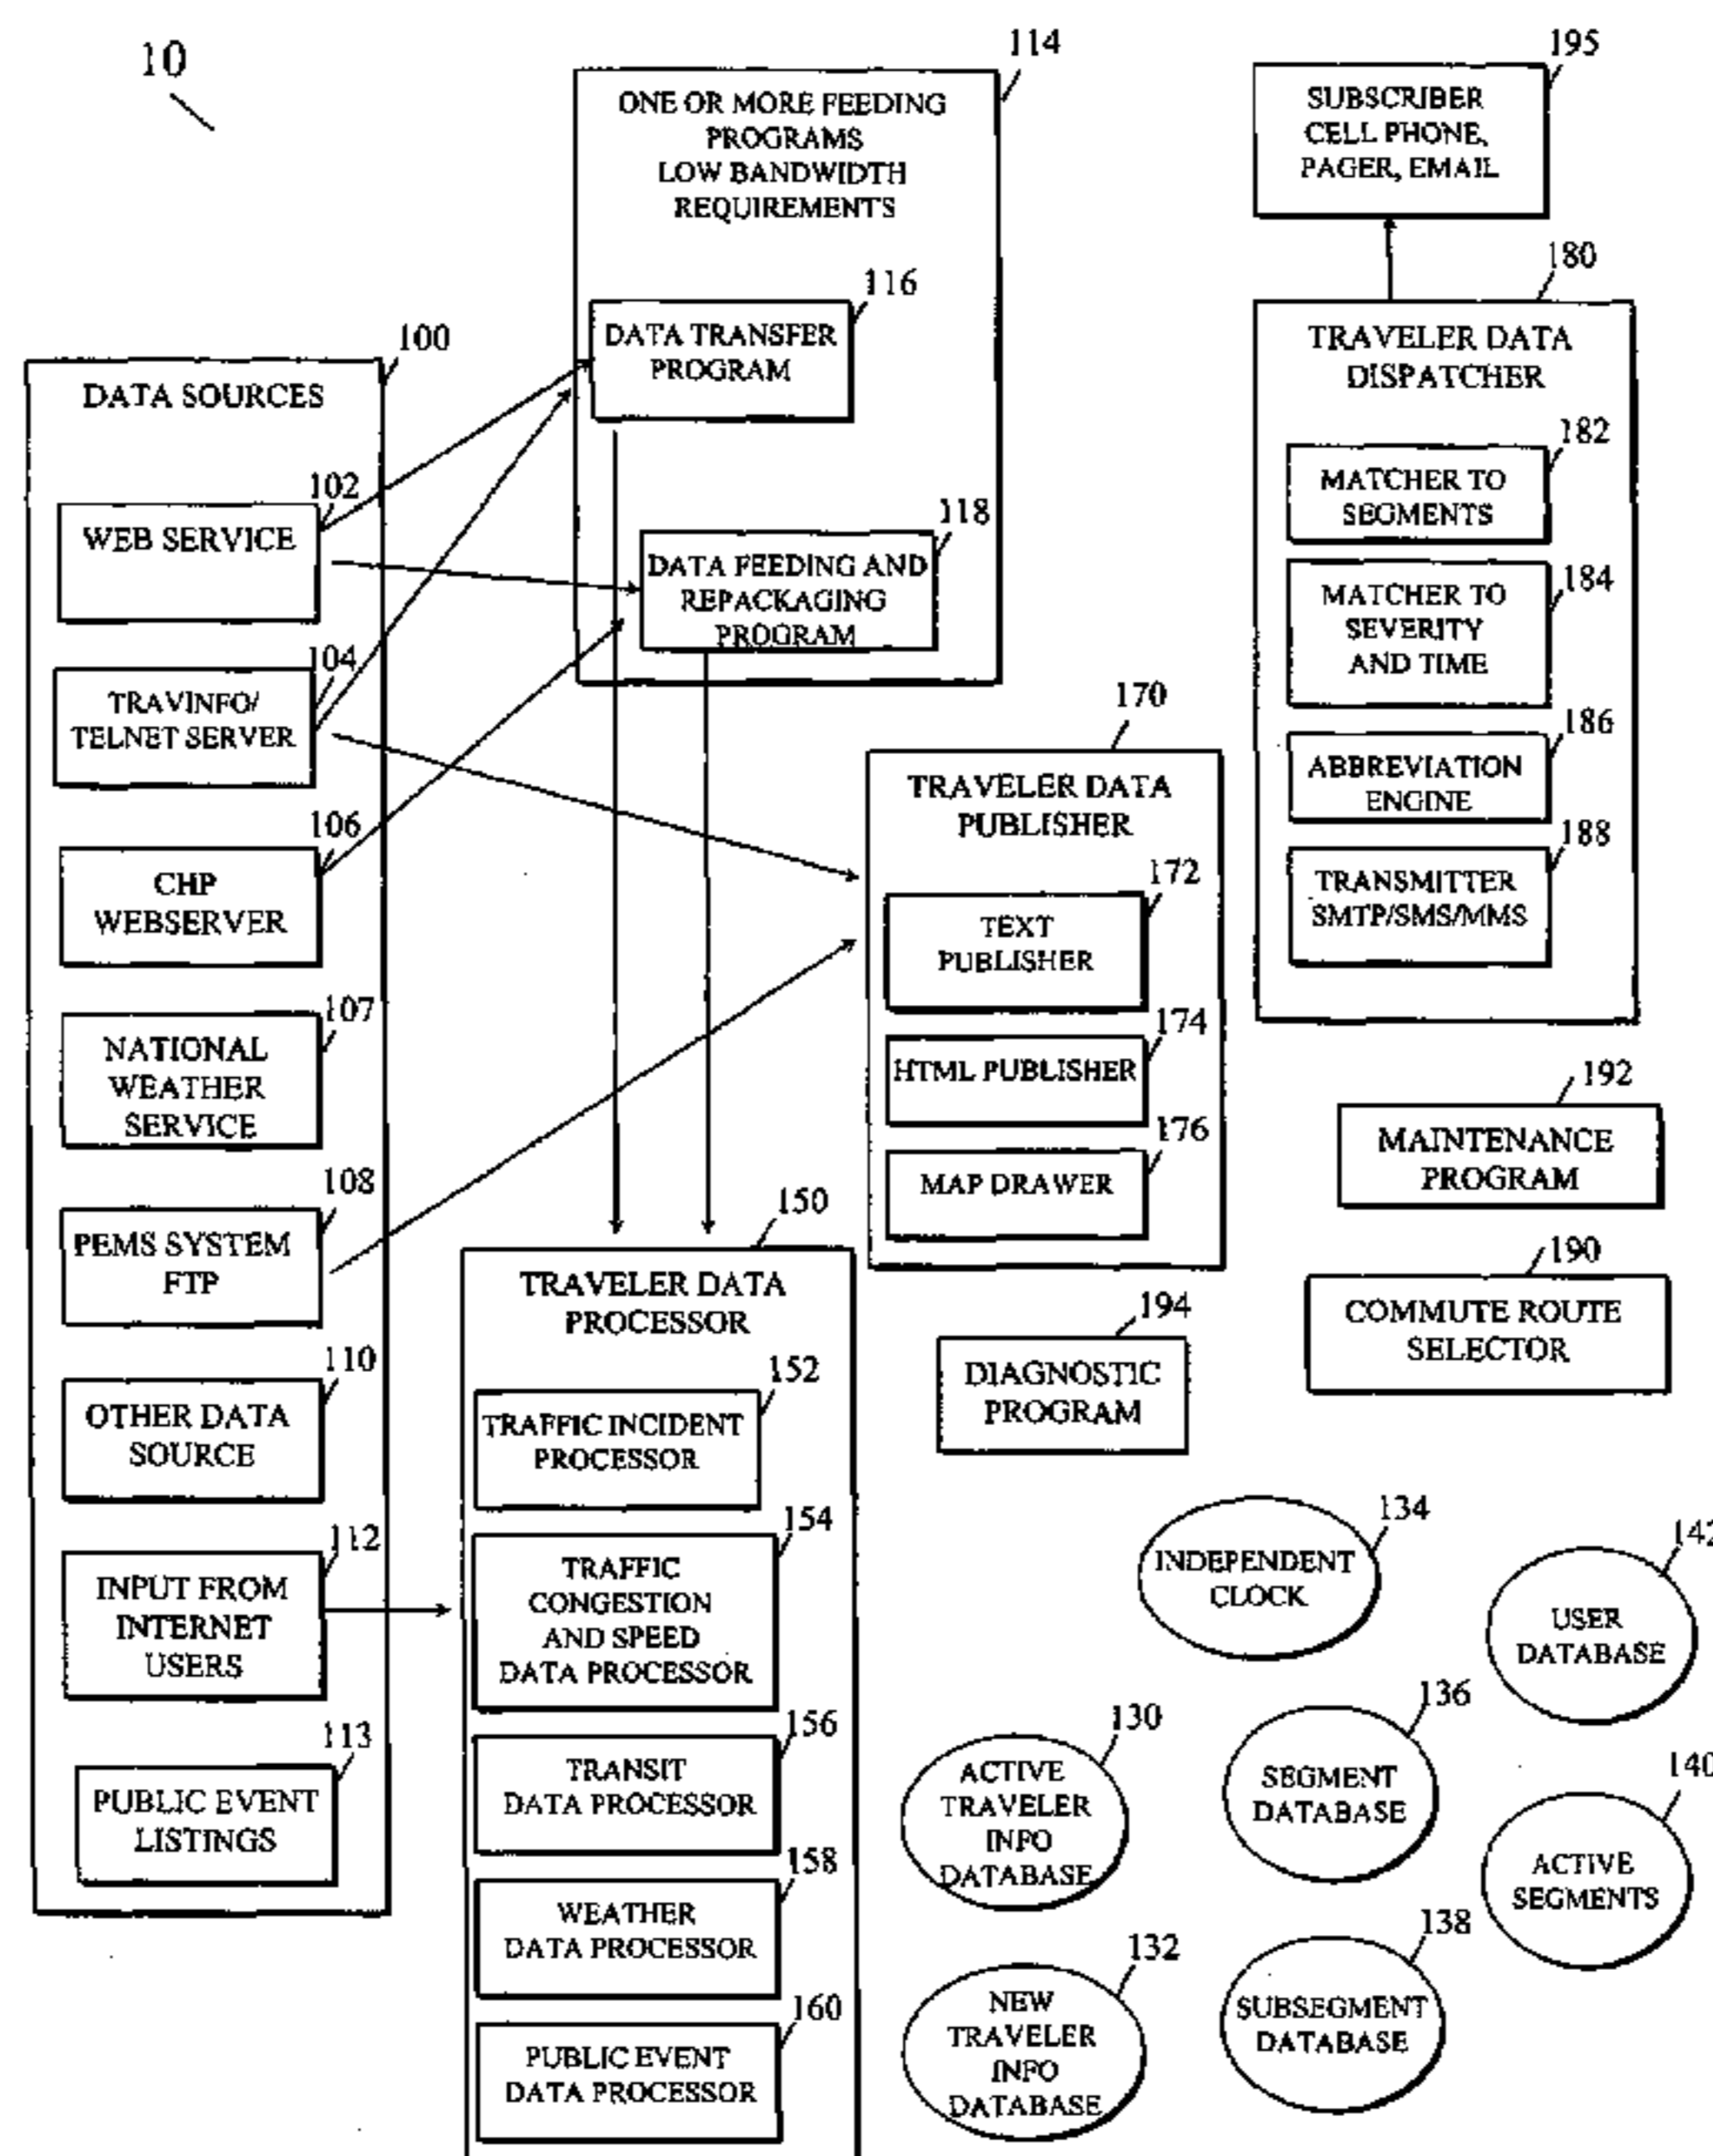 10
114
ONE OR MORE FEEDING
PROGRAMS
LOW BANDWIDTH
REQUIREMENTS
116
DATA TRANSFER
PROGRAM
118
DATA FEEDING AND
REPACKAGING
PROGRAM
195
SUBSCRIBER
CELL PHONE,
PAGER, EMAIL
180
TRAVELER DATA
DISPATCHER
182
MATCHER TO
SEGMENTS
184
MATCHER TO
SEVERITY
AND TIME
186
ABBREVIATION
ENGINE
188
TRANSMITTER
SMTP/SMS/MMS
100
DATA SOURCES
102
WEB SERVICE
104
TRAVINFO/
TELNET SERVER
106
CHP
WEBSERVER
107
NATIONAL
WEATHER
SERVICE
108
PEMS SYSTEM
FTP
110
OTHER DATA
SOURCE
112
INPUT FROM
INTERNET
USERS
113
PUBLIC EVENT
LISTINGS
170
TRAVELER DATA
PUBLISHER
172
TEXT
PUBLISHER
174
HTML PUBLISHER
176
MAP DRAWER
192
MAINTENANCE
PROGRAM
190
COMMUTE ROUTE
SELECTOR
194
DIAGNOSTIC
PROGRAM
150
TRAVELER DATA
PROCESSOR
152
TRAFFIC INCIDENT
PROCESSOR
154
TRAFFIC
CONGESTION
AND SPEED
DATA PROCESSOR
156
TRANSIT
DATA PROCESSOR
158
WEATHER
DATA PROCESSOR
160
PUBLIC EVENT
DATA PROCESSOR
134
INDEPENDENT
CLOCK
142
USER
DATABASE
130
ACTIVE
TRAVELER
INFO
DATABASE
136
SEGMENT
DATABASE
140
ACTIVE
SEGMENTS
132
NEW
TRAVELER
INFO
DATABASE
138
SUBSEGMENT
DATABASE